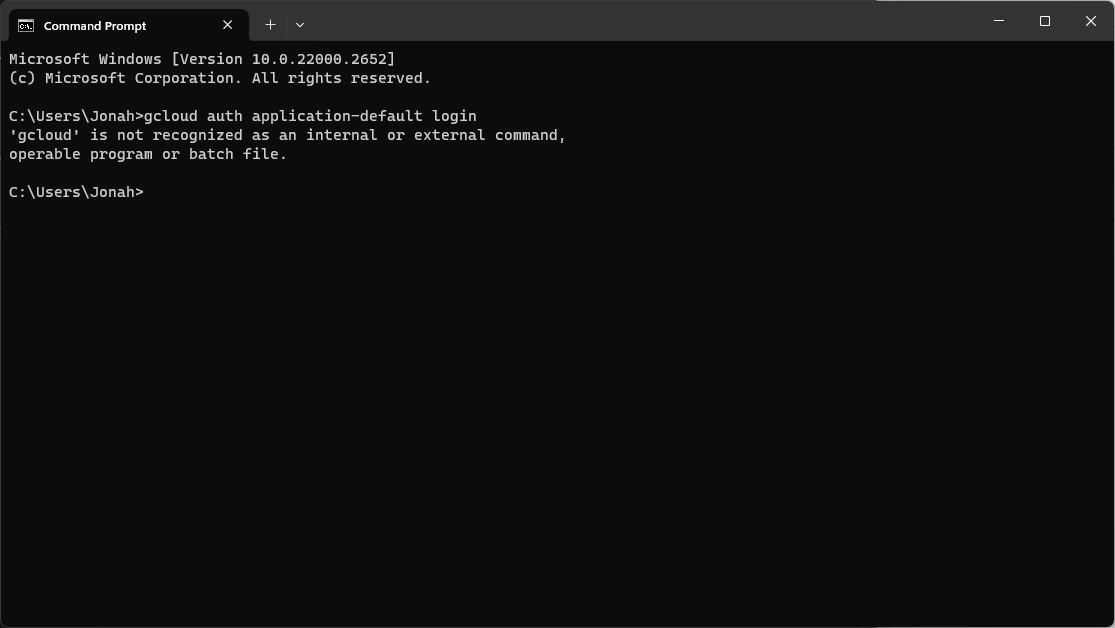 Command Prompt
Microsoft Windows [Version 10.0.22000.2652]
(c) Microsoft Corporation. All rights reserved.
C:\Users\Jonah>gcloud auth application-default login
'gcloud' is not recognized as an internal or external command,
operable program or batch file.
C:\Users\Jonah>